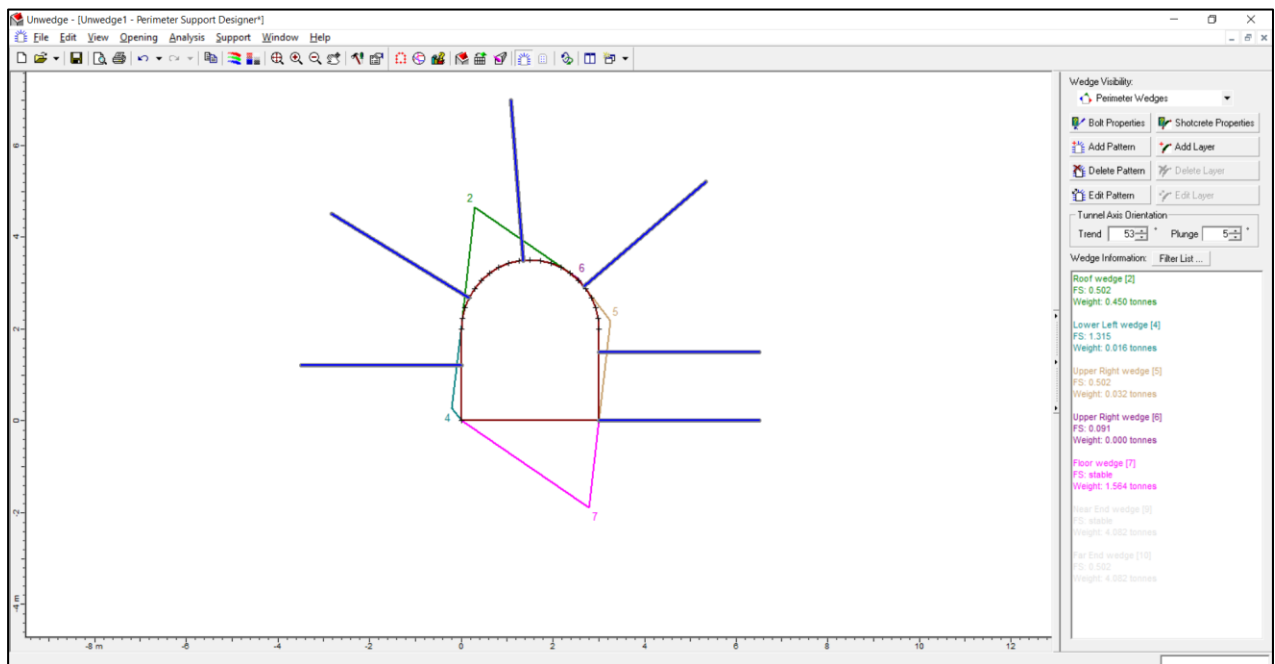 Unwedge - [Unwedge1 - Perimeter Support Designer*]
File Edit View Opening Analysis Support Window Help
Wedge Visibility:
Perimeter Wedges
Bolt Properties Shotcrete Properties
Add Pattern Add Layer
Delete Pattern Delete Layer
Edit Pattern Edit Layer
Tunnel Axis Orientation
Trend 53 ° Plunge 5 °
Wedge Information: Filter List ...
Roof wedge [2]
FS: 0.502
Weight: 0.450 tonnes
Lower Left wedge [4]
FS: 1.315
Weight: 0.016 tonnes
Upper Right wedge [5]
FS: 0.502
Weight: 0.032 tonnes
Upper Right wedge [6]
FS: 0.091
Weight: 0.000 tonnes
Floor wedge [7]
FS: stable
Weight: 1.564 tonnes
Near End wedge [9]
FS: stable
Weight: 4.082 tonnes
Far End wedge [10]
FS: 0.502
Weight: 4.082 tonnes
2
6
5
4
7
6
4
2
0
-2
-4 m
-8 m -6 -4 -2 0 2 4 6 8 10 12